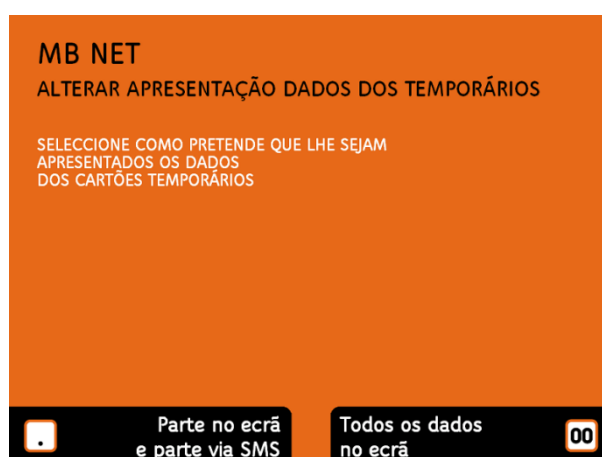 MB NET
ALTERAR APRESENTAÇÃO DADOS DOS TEMPORÁRIOS
SELECCIONE COMO PRETENDE QUE LHE SEJAM
APRESENTADOS OS DADOS
DOS CARTÕES TEMPORÁRIOS
. Parte no ecrã
e parte via SMS
Todos os dados
no ecrã
00